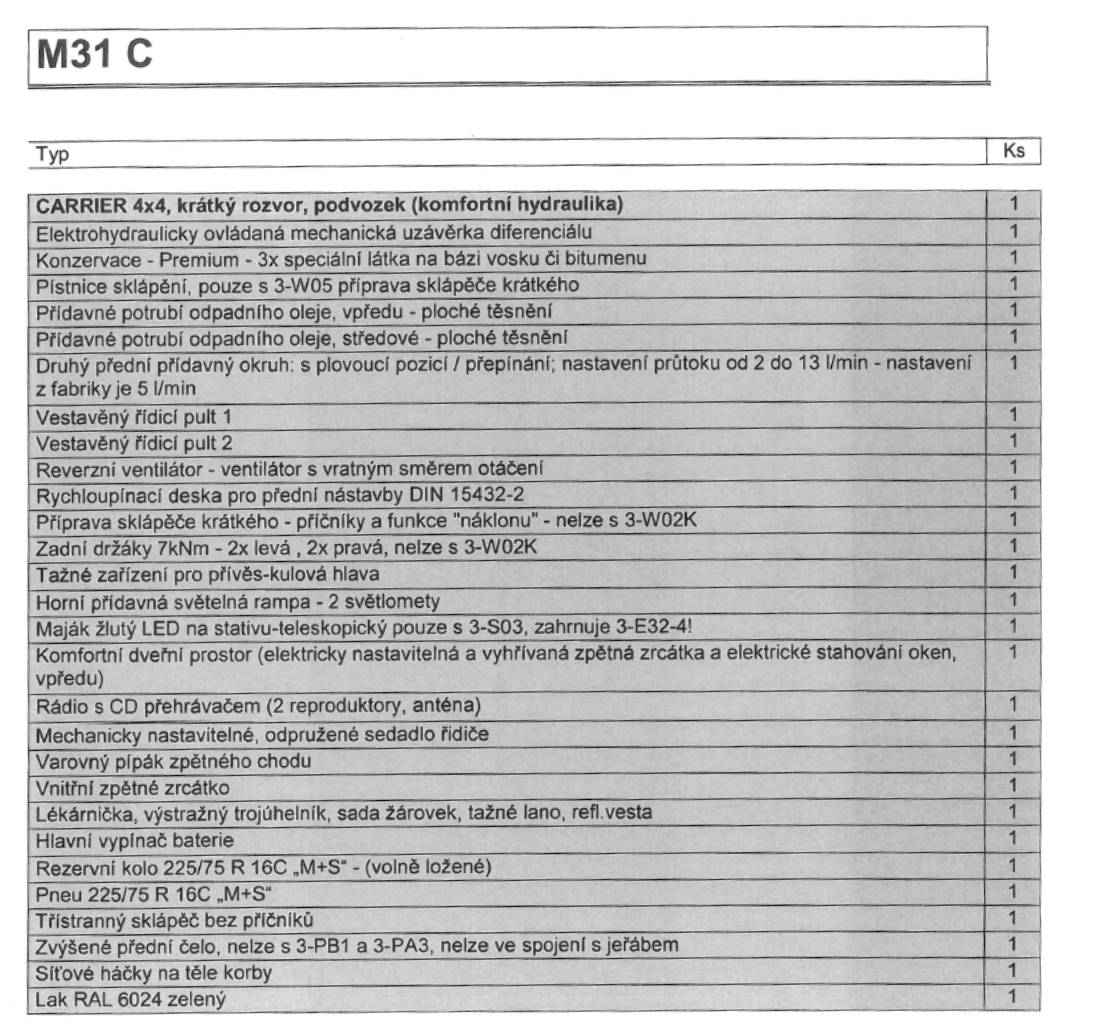 M31 C
Typ Ks
CARRIER 4x4, krátký rozvor, podvozek (komfortní hydraulika) 1
Elektrohydraulicky ovládaná mechanická uzávěrka diferenciálu 1
Konzervace - Premium - 3x speciální látka na bázi vosku či bitumenu 1
Pístnice sklápění, pouze s 3-W05 příprava sklápěče krátkého 1
Přídavné potrubí odpadního oleje, vpředu - ploché těsnění 1
Přídavné potrubí odpadního oleje, středové - ploché těsnění 1
Druhý přední přídavný okruh: s plovoucí pozicí / přepínání; nastavení průtoku od 2 do 13 l/min - nastavení 1
z fabriky je 5 l/min
Vestavěný řídicí pult 1 1
Vestavěný řídicí pult 2 1
Reverzní ventilátor - ventilátor s vratným směrem otáčení 1
Rychloupínací deska pro přední nástavby DIN 15432-2 1
Příprava sklápěče krátkého - příčníky a funkce "náklonu" - nelze s 3-W02K 1
Zadní držáky 7kNm - 2x levá , 2x pravá, nelze s 3-W02K 1
Tažné zařízení pro přívěs-kulová hlava 1
Horní přídavná světelná rampa - 2 světlomety 1
Maják žlutý LED na stativu-teleskopický pouze s 3-S03, zahrnuje 3-E32-4! 1
Komfortní dveřní prostor (elektricky nastavitelná a vyhřívaná zpětná zrcátka a elektrické stahování oken, 1
vpředu)
Rádio s CD přehrávačem (2 reproduktory, anténa) 1
Mechanicky nastavitelné, odpružené sedadlo řidiče 1
Varovný pípák zpětného chodu 1
Vnitřní zpětné zrcátko 1
Lékárnička, výstražný trojúhelník, sada žárovek, tažné lano, refl.vesta 1
Hlavní vypínač baterie 1
Rezervní kolo 225/75 R 16C „M+S“ - (volně ložené) 1
Pneu 225/75 R 16C „M+S“ 1
Třístranný sklápěč bez příčníků 1
Zvýšené přední čelo, nelze s 3-PB1 a 3-PA3, nelze ve spojení s jeřábem 1
Síťové háčky na těle korby 1
Lak RAL 6024 zelený 1